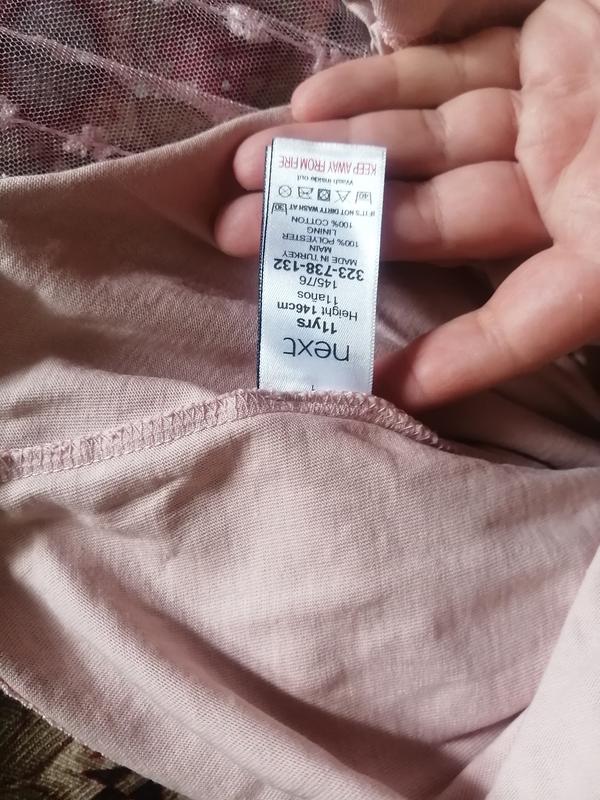 next
11yrs
Height 146cm
11años
145/76
323-738-132
MADE IN TURKEY
MAIN
100% POLYESTER
LINING
100% COTTON
IF IT'S NOT DIRTY WASH AT 30
40
Wash inside out
KEEP AWAY FROM FIRE